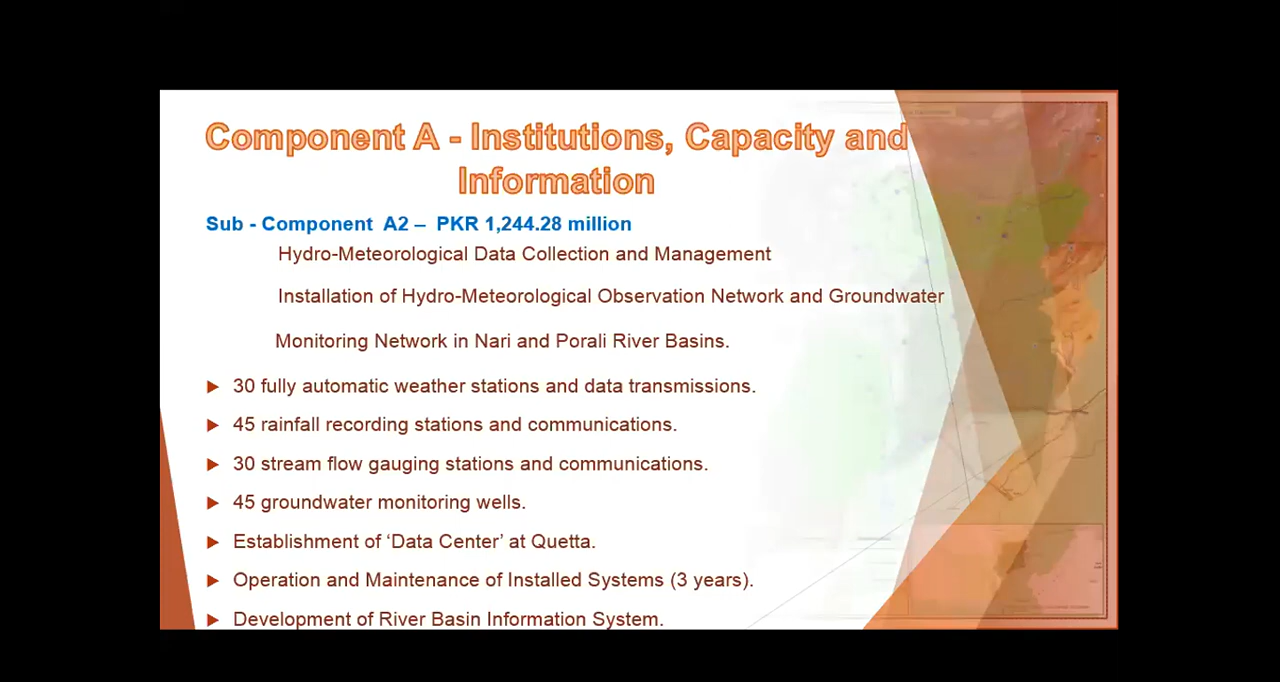 Component A - Institutions, Capacity and
Information
Sub - Component A2 – PKR 1,244.28 million
Hydro-Meteorological Data Collection and Management
Installation of Hydro-Meteorological Observation Network and Groundwater
Monitoring Network in Nari and Porali River Basins.
30 fully automatic weather stations and data transmissions.
45 rainfall recording stations and communications.
30 stream flow gauging stations and communications.
45 groundwater monitoring wells.
Establishment of ‘Data Center’ at Quetta.
Operation and Maintenance of Installed Systems (3 years).
Development of River Basin Information System.